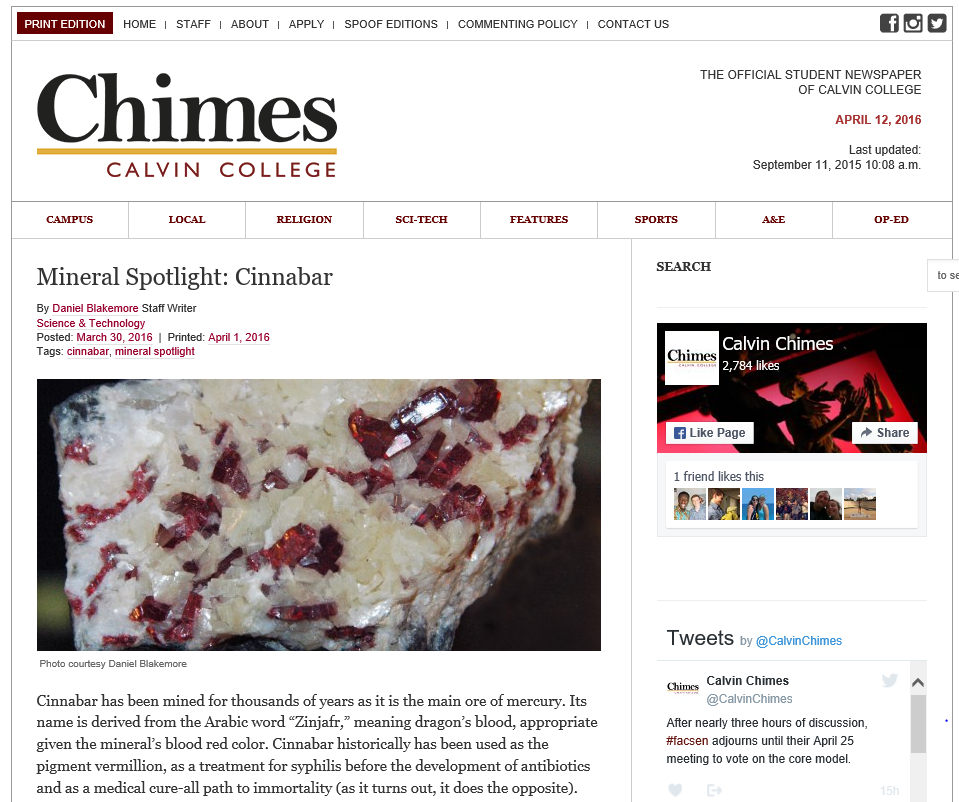 PRINT EDITION HOME | STAFF | ABOUT | APPLY | SPOOF EDITIONS | COMMENTING POLICY | CONTACT US
Chimes
CALVIN COLLEGE
THE OFFICIAL STUDENT NEWSPAPER
OF CALVIN COLLEGE
APRIL 12, 2016
Last updated:
September 11, 2015 10:08 a.m.
CAMPUS LOCAL RELIGION SCI-TECH FEATURES SPORTS A&E OP-ED
Mineral Spotlight: Cinnabar
By Daniel Blakemore Staff Writer
Science & Technology
Posted: March 30, 2016 | Printed: April 1, 2016
Tags: cinnabar, mineral spotlight
Photo courtesy Daniel Blakemore
Cinnabar has been mined for thousands of years as it is the main ore of mercury. Its
name is derived from the Arabic word “Zinjafr,” meaning dragon’s blood, appropriate
given the mineral’s blood red color. Cinnabar historically has been used as the
pigment vermillion, as a treatment for syphilis before the development of antibiotics
and as a medical cure-all path to immortality (as it turns out, it does the opposite).
SEARCH
to se
Chimes
CALVIN COLLEGE
Calvin Chimes
2,784 likes
Like Page
Share
1 friend likes this
Tweets by @CalvinChimes
Chimes
Calvin Chimes
@CalvinChimes
After nearly three hours of discussion,
#facsen adjourns until their April 25
meeting to vote on the core model.
15h